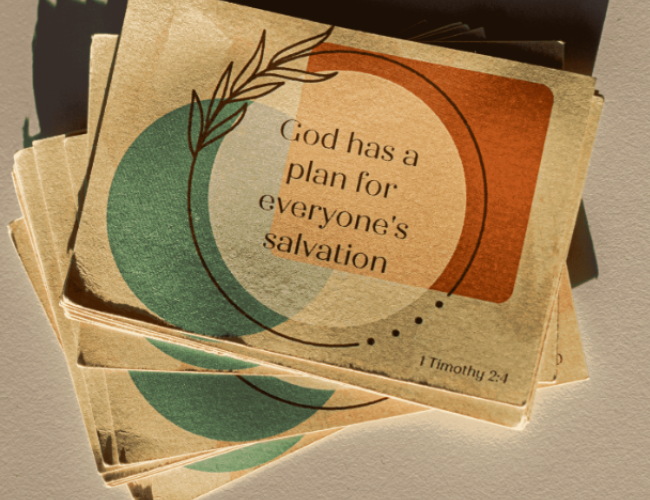 God has a
plan for
everyone's
salvation
1 Timothy 2:4